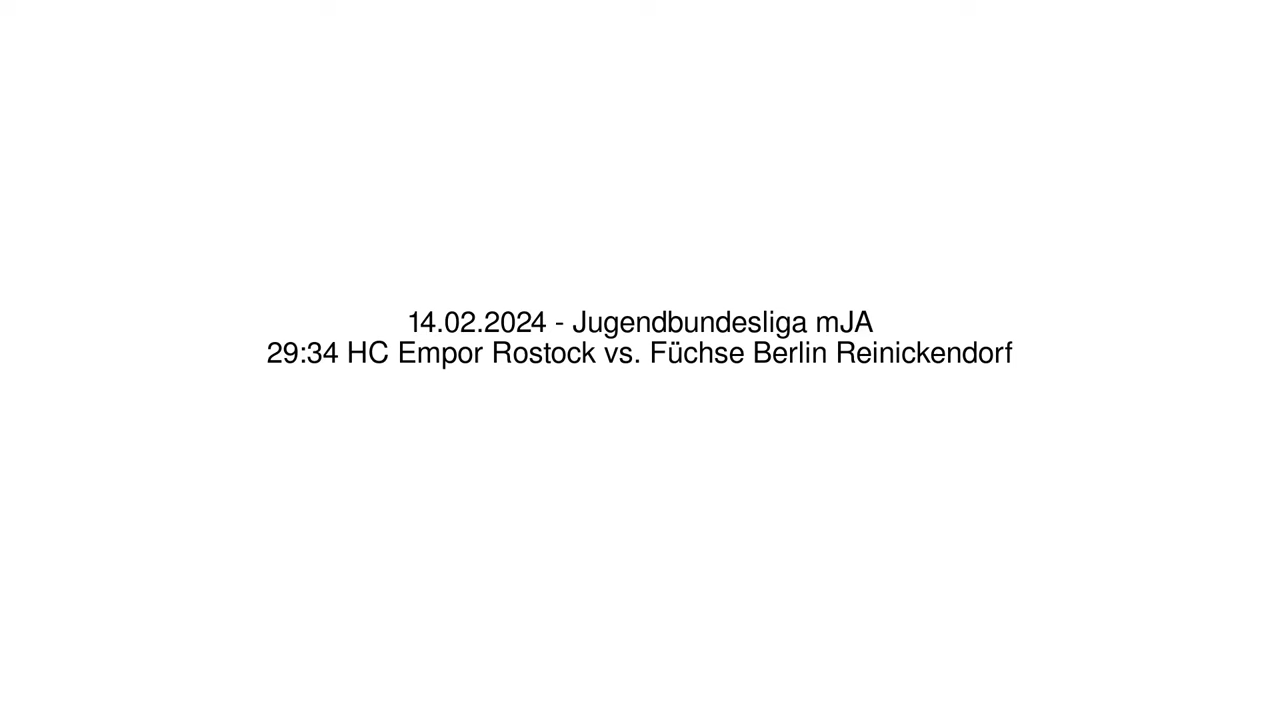 14.02.2024 - Jugendbundesliga mJA
29:34 HC Empor Rostock vs. Füchse Berlin Reinickendorf